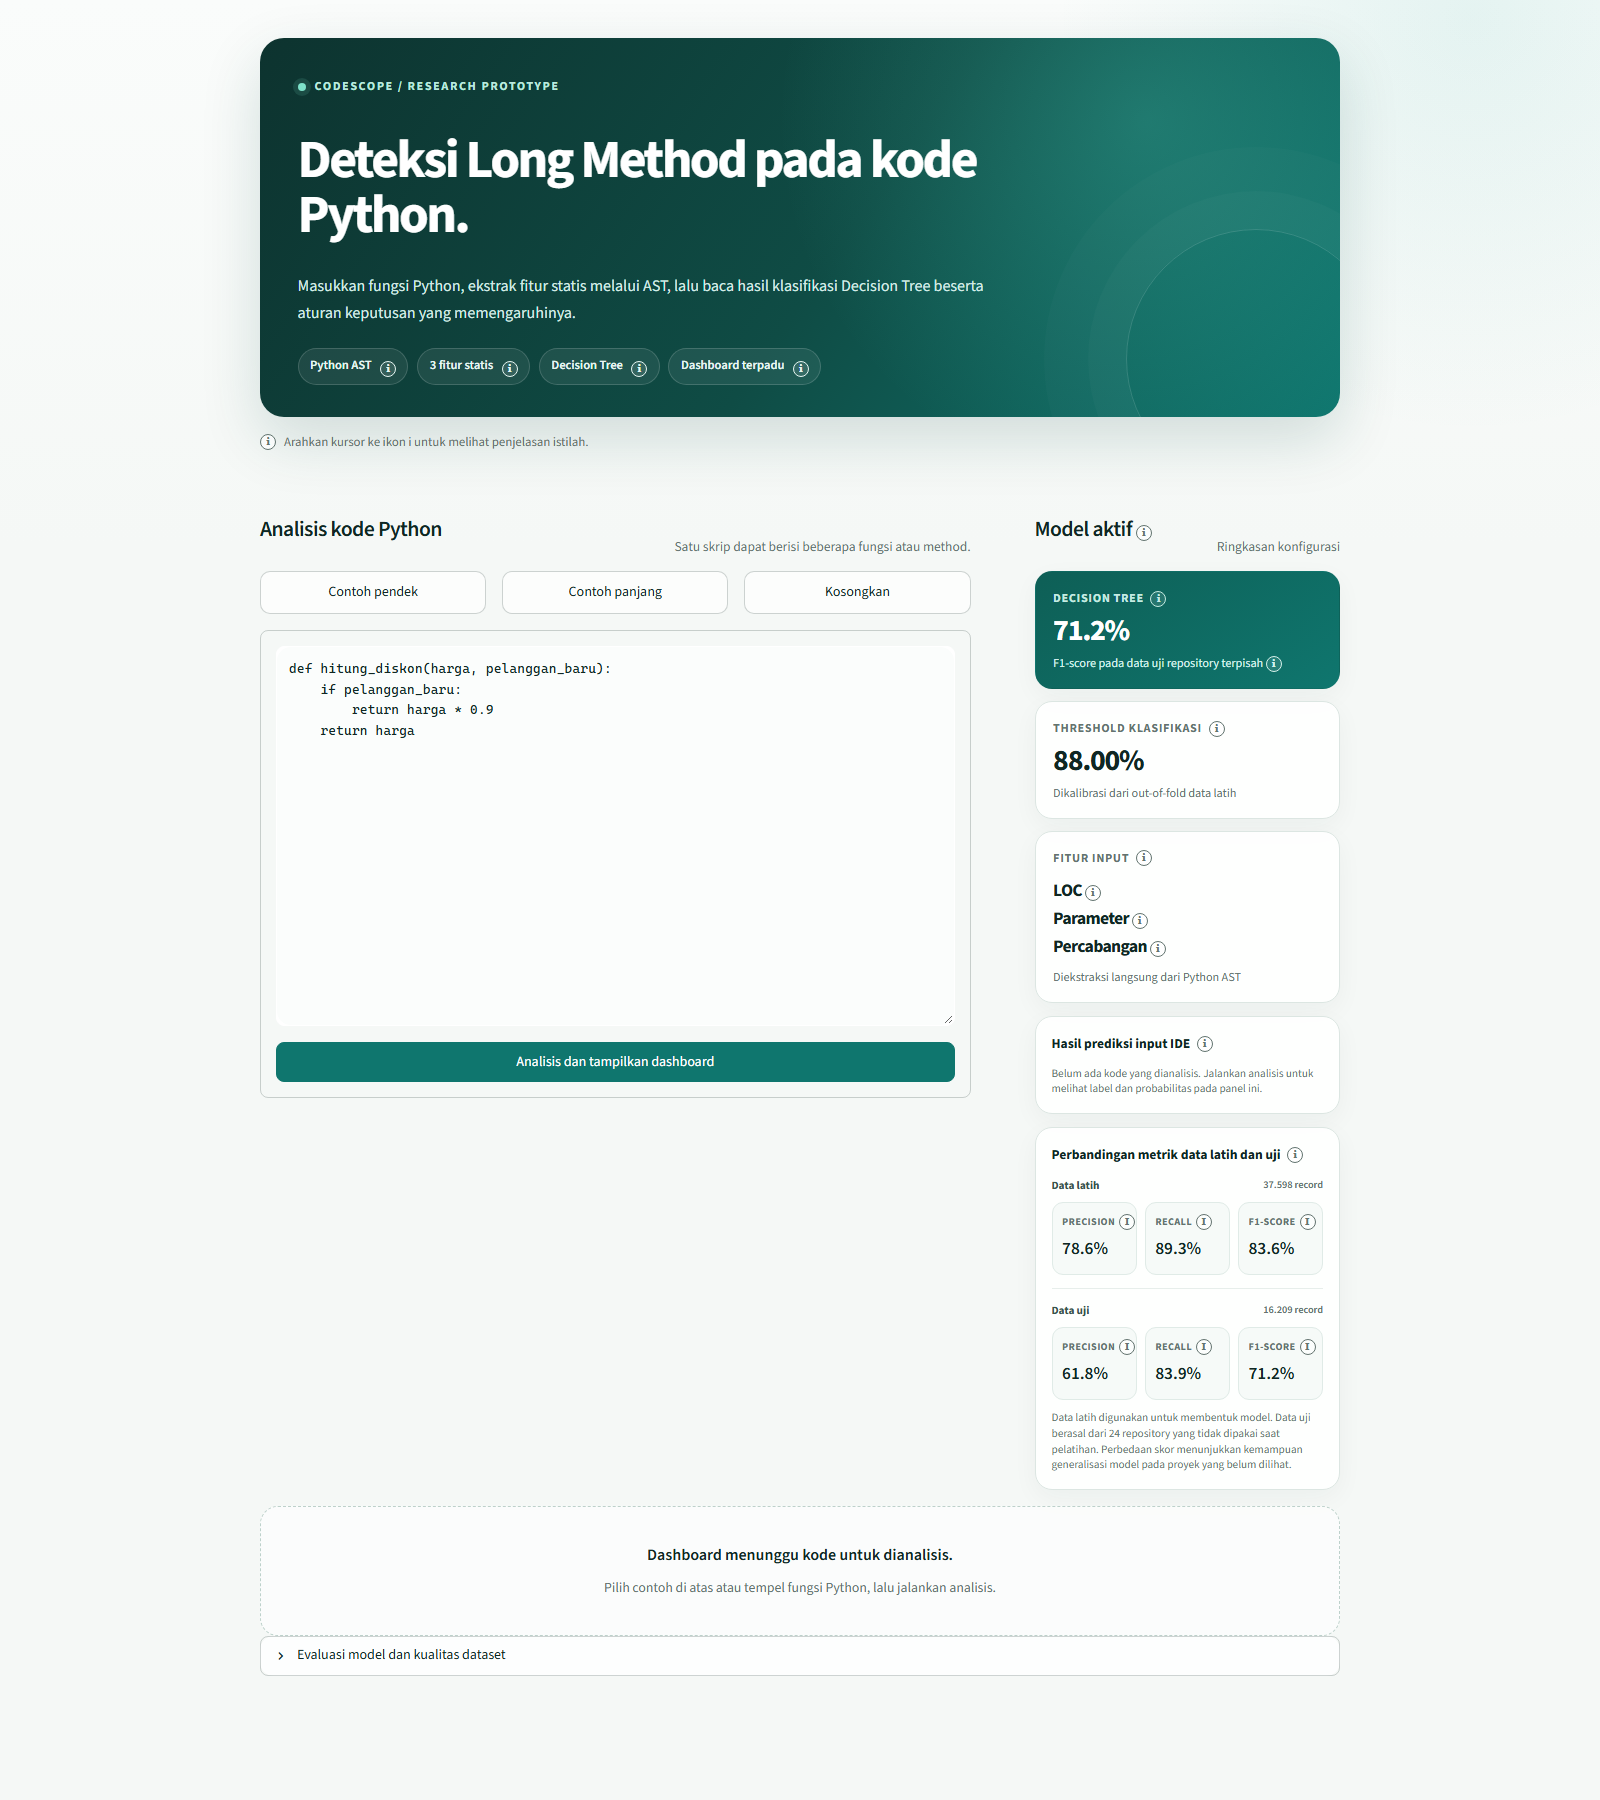 CODESCOPE / RESEARCH PROTOTYPE
Deteksi Long Method pada kode
Python.
Masukkan fungsi Python, ekstrak fitur statis melalui AST, lalu baca hasil klasifikasi Decision Tree beserta
aturan keputusan yang memengaruhinya.
Python AST i 3 fitur statis i Decision Tree i Dashboard terpadu i
i Arahkan kursor ke ikon i untuk melihat penjelasan istilah.
Analisis kode Python
Satu skrip dapat berisi beberapa fungsi atau method.
Contoh pendek Contoh panjang Kosongkan
def hitung_diskon(harga, pelanggan_baru):
    if pelanggan_baru:
        return harga * 0.9
    return harga
Analisis dan tampilkan dashboard
Model aktif i
Ringkasan konfigurasi
DECISION TREE i
71.2%
F1-score pada data uji repository terpisah i
THRESHOLD KLASIFIKASI i
88.00%
Dikalibrasi dari out-of-fold data latih
FITUR INPUT i
LOC i
Parameter i
Percabangan i
Diekstraksi langsung dari Python AST
Hasil prediksi input IDE i
Belum ada kode yang dianalisis. Jalankan analisis untuk
melihat label dan probabilitas pada panel ini.
Perbandingan metrik data latih dan uji i
Data latih 37.598 record
PRECISION I RECALL I F1-SCORE I
78.6% 89.3% 83.6%
Data uji 16.209 record
PRECISION I RECALL I F1-SCORE I
61.8% 83.9% 71.2%
Data latih digunakan untuk membentuk model. Data uji
berasal dari 24 repository yang tidak dipakai saat
pelatihan. Perbedaan skor menunjukkan kemampuan
generalisasi model pada proyek yang belum dilihat.
Dashboard menunggu kode untuk dianalisis.
Pilih contoh di atas atau tempel fungsi Python, lalu jalankan analisis.
Evaluasi model dan kualitas dataset